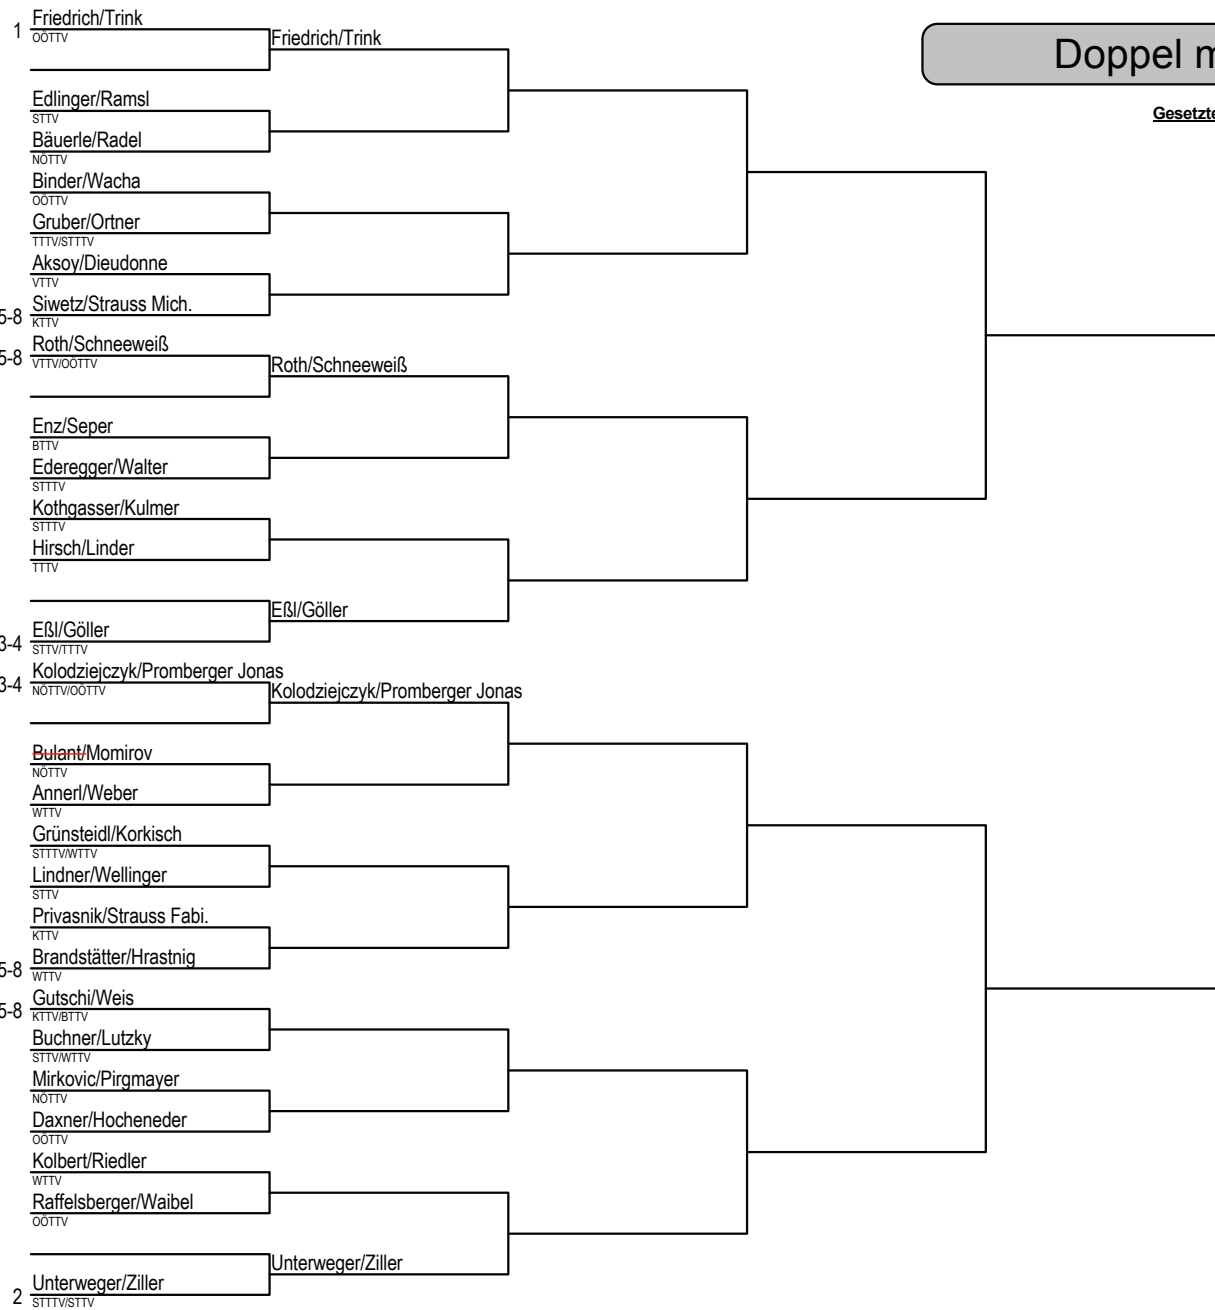 Friedrich/Trink
1
OÖTTV
Friedrich/Trink
Doppel m
Gesetzte
Edlinger/Ramsl
STTV
Bäuerle/Radel
NÖTTV
Binder/Wacha
OÖTTV
Gruber/Ortner
TTTV/STTTV
Aksoy/Dieudonne
VTTV
Siwetz/Strauss Mich.
5-8
KTTV
Roth/Schneeweiß
5-8
VTTV/OÖTTV
Roth/Schneeweiß
Enz/Seper
BTTV
Ederegger/Walter
STTTV
Kothgasser/Kulmer
STTTV
Hirsch/Linder
TTTV
Eßl/Göller
Eßl/Göller
3-4
STTV/TTTV
Kolodziejczyk/Promberger Jonas
3-4
NÖTTV/OÖTTV
Kolodziejczyk/Promberger Jonas
Bulant/Momirov
NÖTTV
Annerl/Weber
WTTV
Grünsteidl/Korkisch
STTTV/WTTV
Lindner/Wellinger
STTV
Privasnik/Strauss Fabi.
KTTV
Brandstätter/Hrastnig
5-8
WTTV
Gutschi/Weis
5-8
KTTV/BTTV
Buchner/Lutzky
STTV/WTTV
Mirkovic/Pirgmayer
NÖTTV
Daxner/Hocheneder
OÖTTV
Kolbert/Riedler
WTTV
Raffelsberger/Waibel
OÖTTV
Unterweger/Ziller
Unterweger/Ziller
2
STTTV/STTV